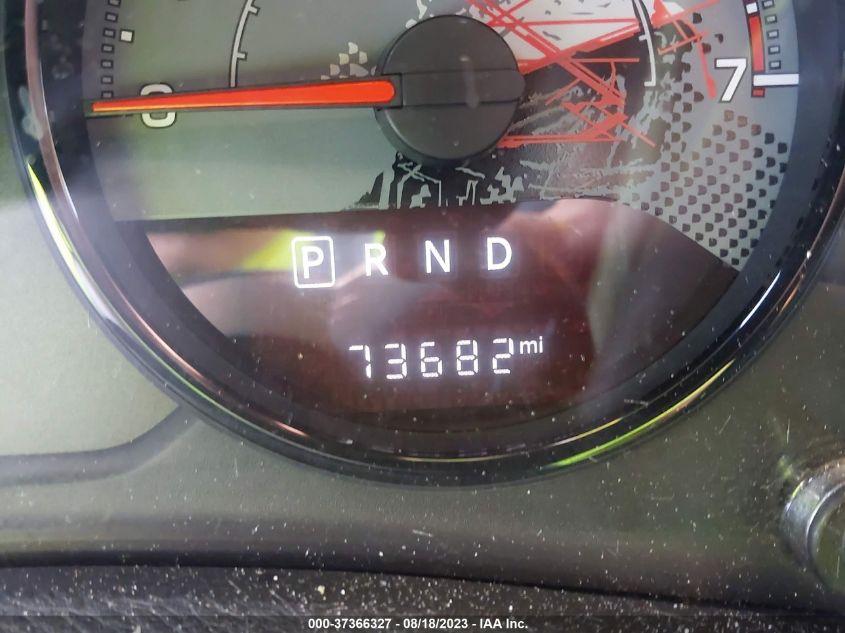 0
7
P R N D
73682 mi
000-37366327 - 08/18/2023 - IAA Inc.